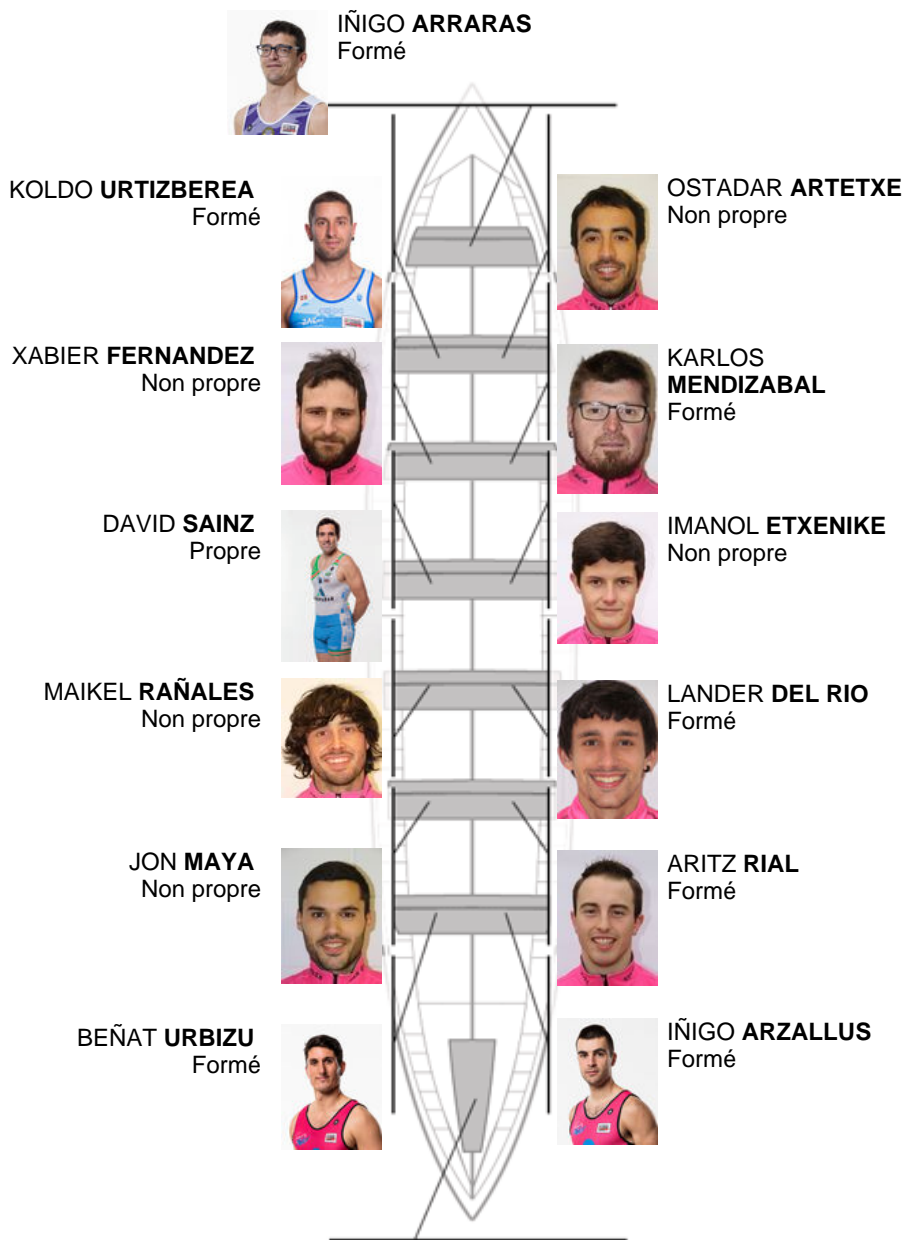 IÑIGO ARRARAS
Formé
KOLDO URTIZBEREA
Formé
OSTADAR ARTETXE
Non propre
XABIER FERNANDEZ
Non propre
KARLOS
MENDIZABAL
Formé
DAVID SAINZ
Propre
IMANOL ETXENIKE
Non propre
MAIKEL RAÑALES
Non propre
LANDER DEL RIO
Formé
JON MAYA
Non propre
ARITZ RIAL
Formé
BEÑAT URBIZU
Formé
IÑIGO ARZALLUS
Formé